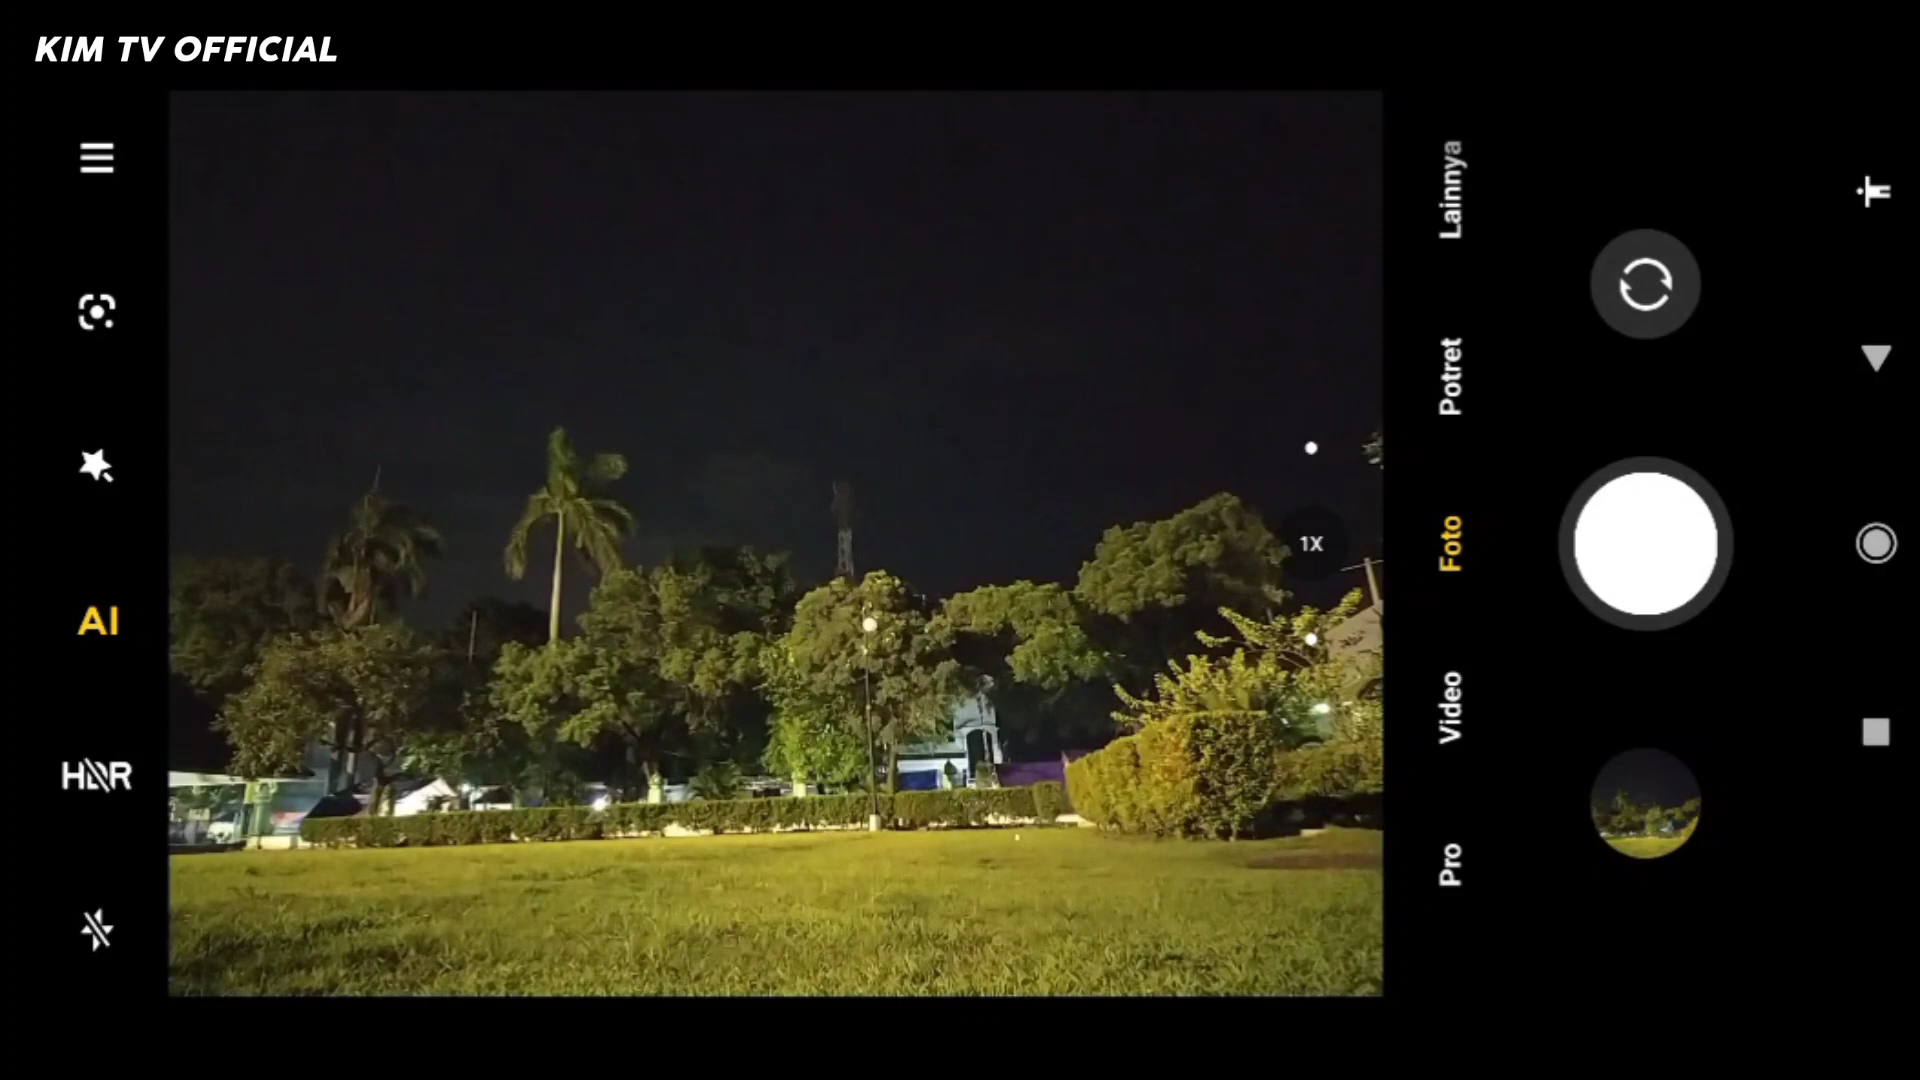 KIM TV OFFICIAL
AI
HDR
1X
Lainnya
Potret
Foto
Video
Pro